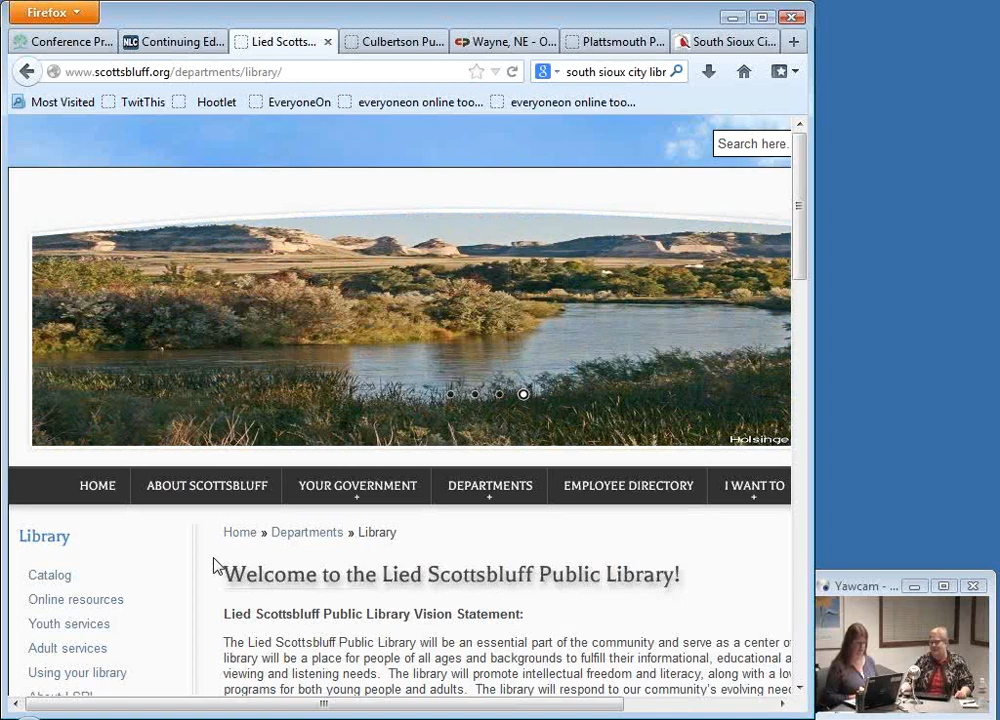 Firefox
Conference Pr...
NLC Continuing Ed...
Lied Scotts...
Culbertson Pu...
CP Wayne, NE - O...
Plattsmouth P...
South Sioux Ci...
www.scottsbluff.org/departments/library/
8 south sioux city libr
Most Visited
TwitThis
Hootlet
EveryoneOn
everyoneon online too...
everyoneon online too...
Search here.
Holsinge
HOME
ABOUT SCOTTSBLUFF
YOUR GOVERNMENT +
DEPARTMENTS +
EMPLOYEE DIRECTORY
I WANT TO +
Library
Catalog
Online resources
Youth services
Adult services
Using your library
Home » Departments » Library
Welcome to the Lied Scottsbluff Public Library!
Lied Scottsbluff Public Library Vision Statement:
The Lied Scottsbluff Public Library will be an essential part of the community and serve as a center o
library will be a place for people of all ages and backgrounds to fulfill their informational, educational a
viewing and listening needs. The library will promote intellectual freedom and literacy, along with a lov
programs for both young people and adults. The library will respond to our community's evolving need
Yawcam - ...